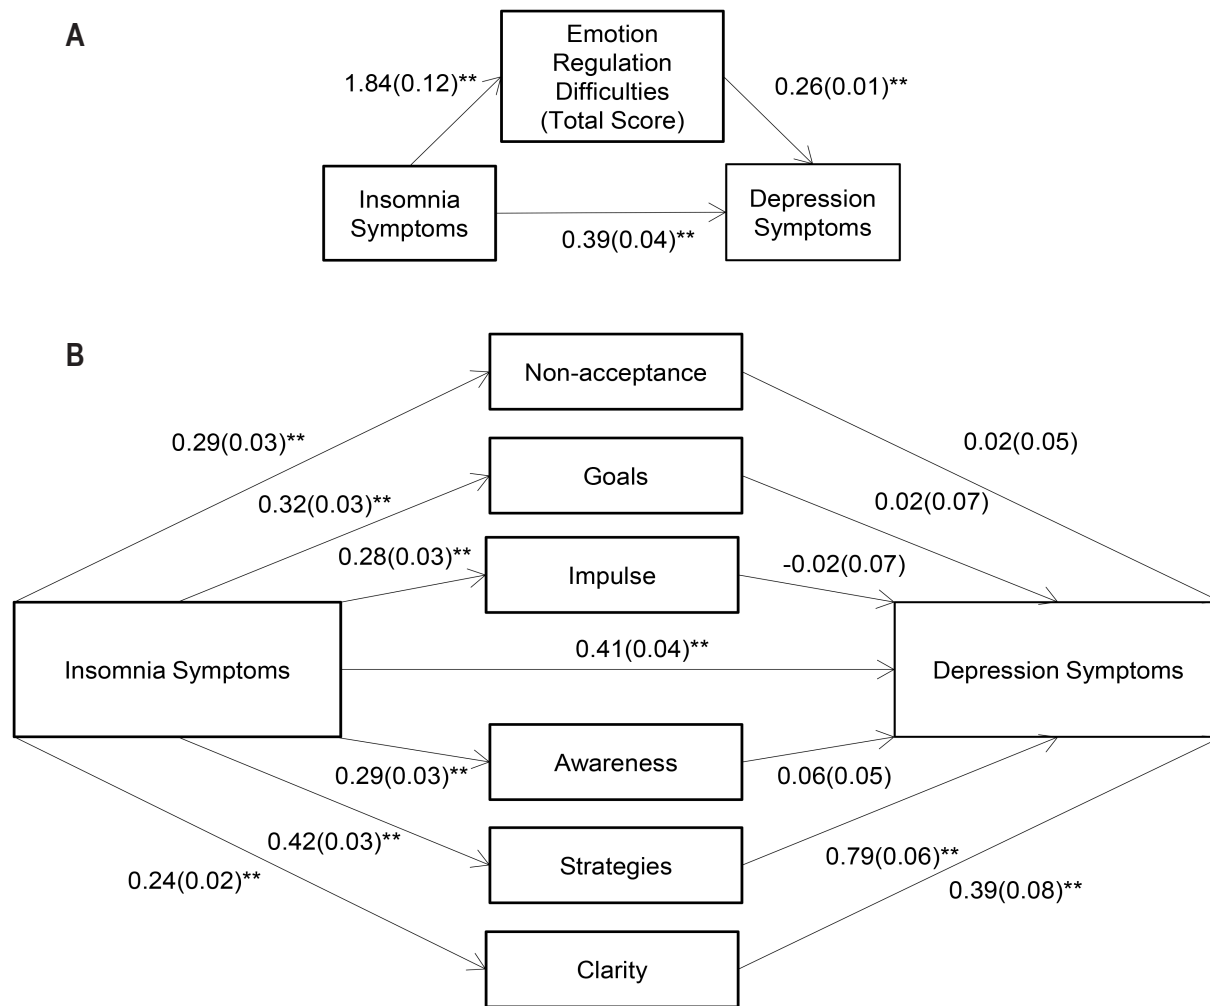 A
Emotion
Regulation
Difficulties
(Total Score)
1.84(0.12)**
0.26(0.01)**
Insomnia
Symptoms
Depression
Symptoms
0.39(0.04)**
B
Non-acceptance
0.29(0.03)**
0.02(0.05)
Goals
0.32(0.03)**
0.02(0.07)
Impulse
0.28(0.03)**
-0.02(0.07)
0.41(0.04)**
Insomnia Symptoms
Depression Symptoms
Awareness
0.29(0.03)**
0.06(0.05)
Strategies
0.42(0.03)**
0.79(0.06)**
0.24(0.02)**
0.39(0.08)**
Clarity